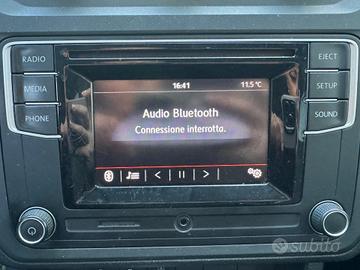 RADIO
EJECT
16:41
11.5 °C
MEDIA
Audio Bluetooth
SETUP
Connessione interrotta.
PHONE
SOUND
subito